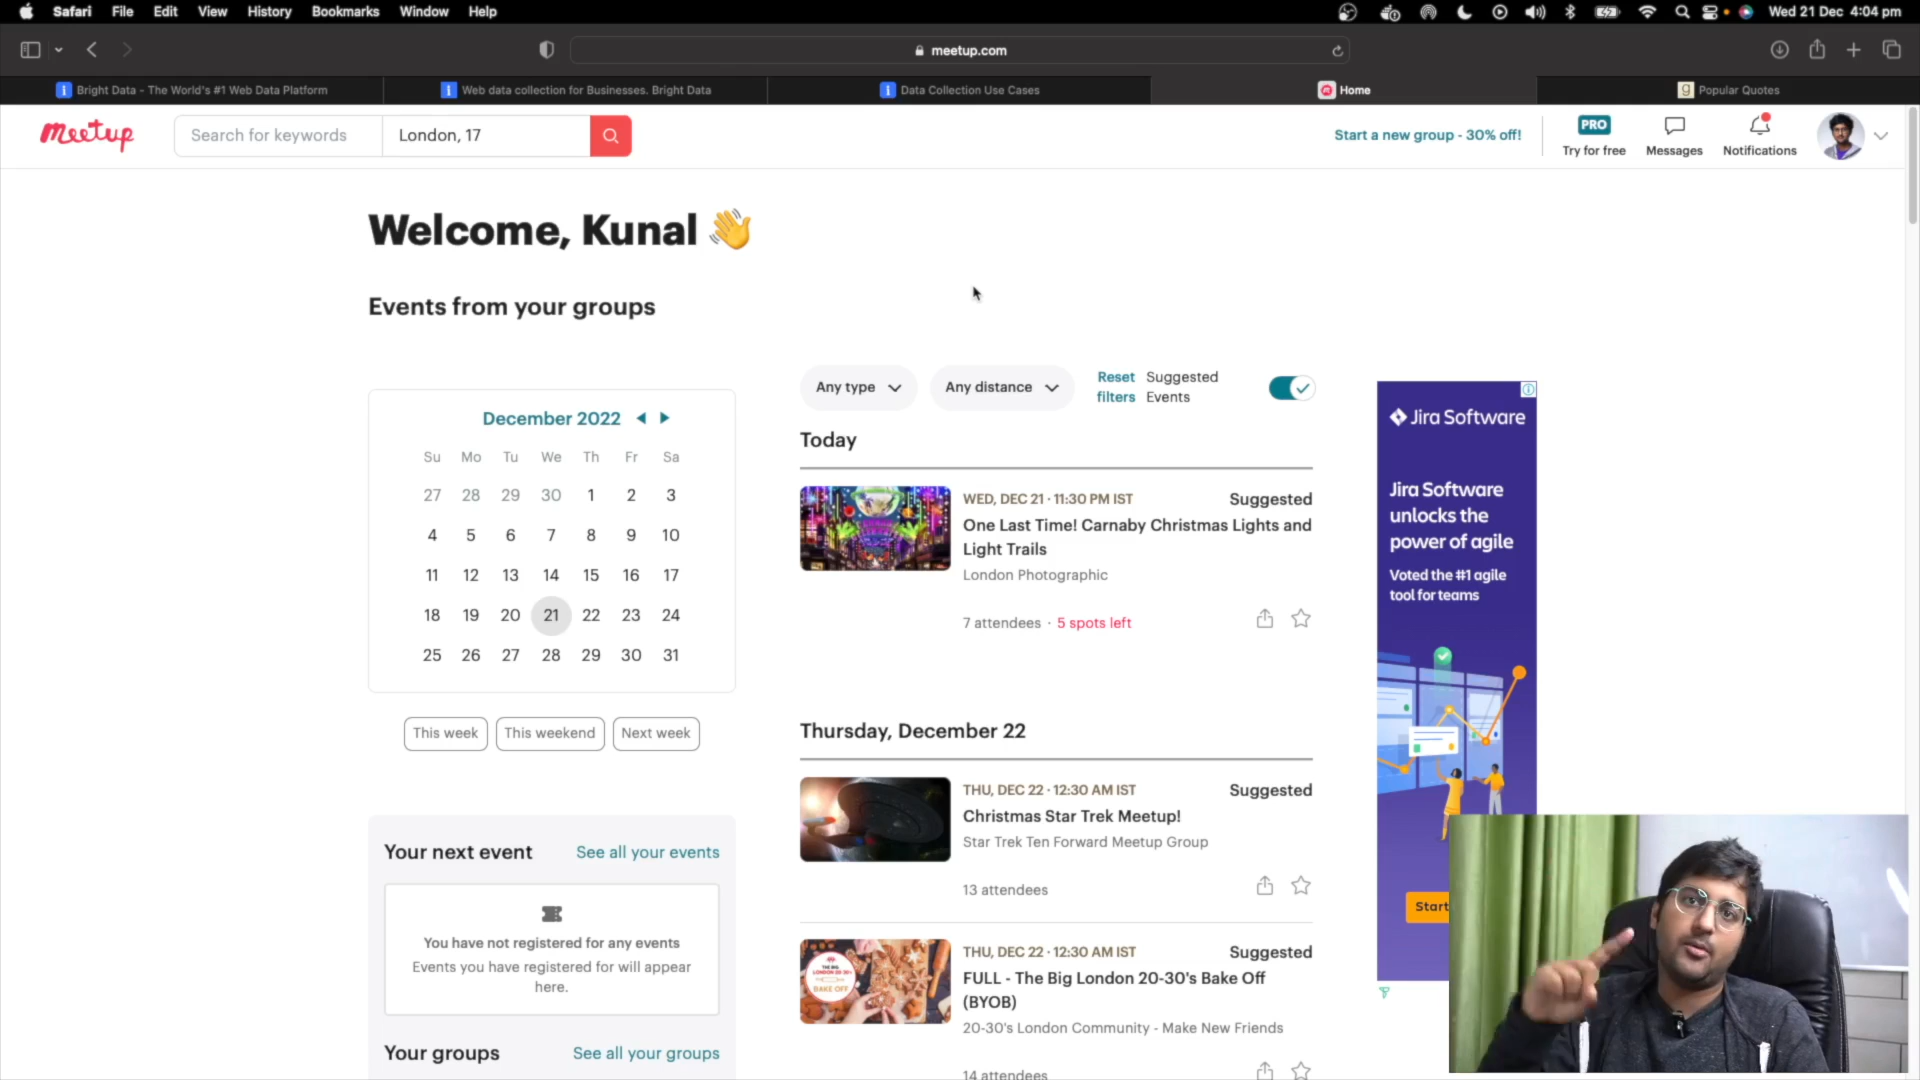 Safari File Edit View History Bookmarks Window Help Wed 21 Dec 4:04 pm
meetup.com
Bright Data - The World's #1 Web Data Platform
Web data collection for Businesses. Bright Data
Data Collection Use Cases
Home
Popular Quotes
Meetup
Search for keywords
London, 17
Start a new group - 30% off!
PRO
Try for free
Messages
Notifications
Welcome, Kunal 👋
Events from your groups
December 2022
Su Mo Tu We Th Fr Sa
27 28 29 30 1 2 3
4 5 6 7 8 9 10
11 12 13 14 15 16 17
18 19 20 21 22 23 24
25 26 27 28 29 30 31
This week This weekend Next week
Your next event See all your events
You have not registered for any events
Events you have registered for will appear
here.
Your groups See all your groups
Any type
Any distance
Reset
filters
Suggested
Events
Today
WED, DEC 21 · 11:30 PM IST Suggested
One Last Time! Carnaby Christmas Lights and
Light Trails
London Photographic
7 attendees · 5 spots left
Thursday, December 22
THU, DEC 22 · 12:30 AM IST Suggested
Christmas Star Trek Meetup!
Star Trek Ten Forward Meetup Group
13 attendees
THE BIG
LONDON 20-30's
BAKE OFF
THU, DEC 22 · 12:30 AM IST Suggested
FULL - The Big London 20-30's Bake Off
(BYOB)
20-30's London Community - Make New Friends
14 attendees
Jira Software
Jira Software
unlocks the
power of agile
Voted the #1 agile
tool for teams
Start